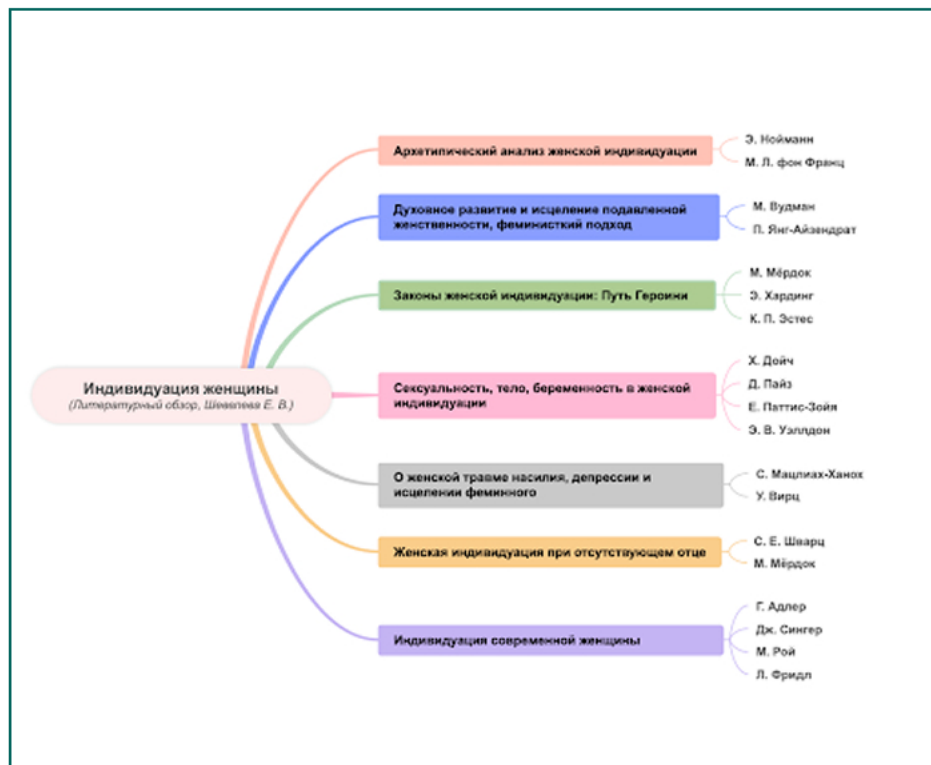 Индивидуация женщины
(Литературный обзор, Шевелева Е. В.)
Архетипический анализ женской индивидуации
Э. Нойманн
М. Л. фон Франц
Духовное развитие и исцеление подавленной
женственности, феминисткий подход
М. Вудман
П. Янг-Айзендрат
Законы женской индивидуации: Путь Героини
М. Мёрдок
Э. Хардинг
К. П. Эстес
Сексуальность, тело, беременность в женской
индивидуации
Х. Дойч
Д. Пайз
Е. Паттис-Зойя
Э. В. Уэллдон
О женской травме насилия, депрессии и
исцелении феминного
С. Мацлиах-Ханох
У. Вирц
Женская индивидуация при отсутствующем отце
С. Е. Шварц
М. Мёрдок
Индивидуация современной женщины
Г. Адлер
Дж. Сингер
М. Рой
Л. Фридл